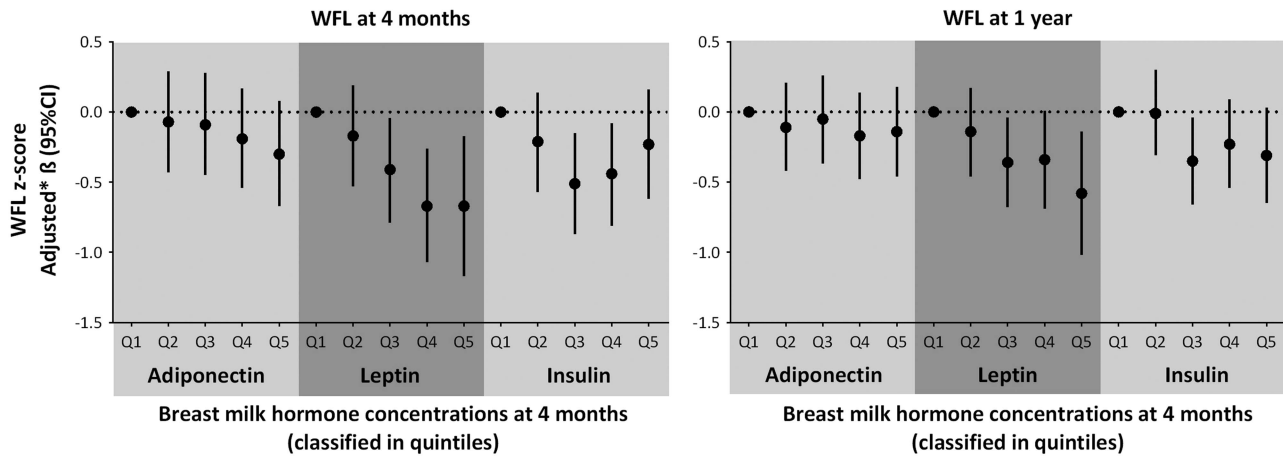 WFL at 4 months
WFL z-score
Adjusted* ß (95%CI)
0.5
0.0
-0.5
-1.0
-1.5
Q1 Q2 Q3 Q4 Q5 Q1 Q2 Q3 Q4 Q5 Q1 Q2 Q3 Q4 Q5
Adiponectin Leptin Insulin
Breast milk hormone concentrations at 4 months
(classified in quintiles)
WFL at 1 year
0.5
0.0
-0.5
-1.0
-1.5
Q1 Q2 Q3 Q4 Q5 Q1 Q2 Q3 Q4 Q5 Q1 Q2 Q3 Q4 Q5
Adiponectin Leptin Insulin
Breast milk hormone concentrations at 4 months
(classified in quintiles)